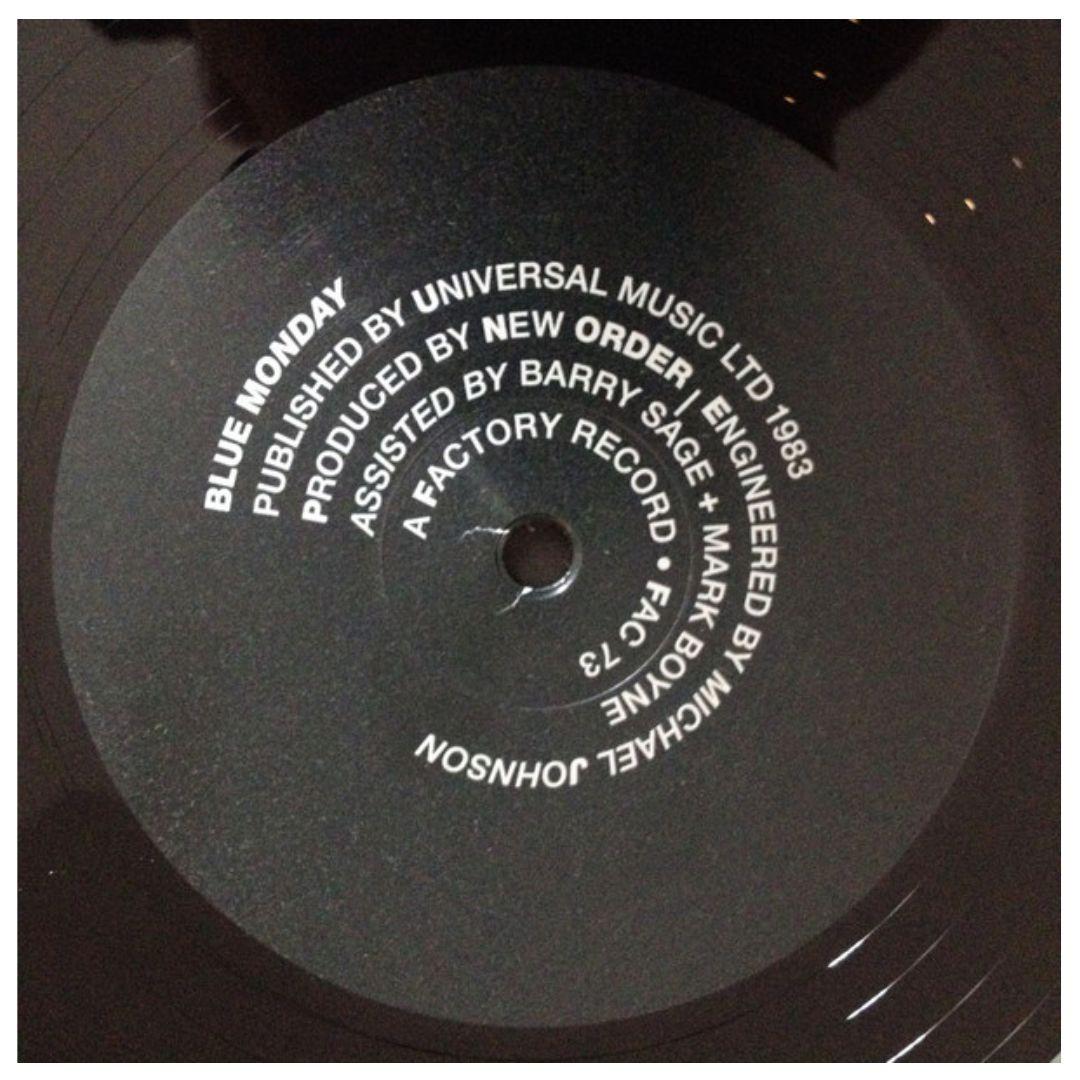 BLUE MONDAY
PUBLISHED BY UNIVERSAL MUSIC LTD 1983
PRODUCED BY NEW ORDER / ENGINEERED BY MICHAEL JOHNSON
ASSISTED BY BARRY SAGE + MARK BOYNE
A FACTORY RECORD • FAC 73